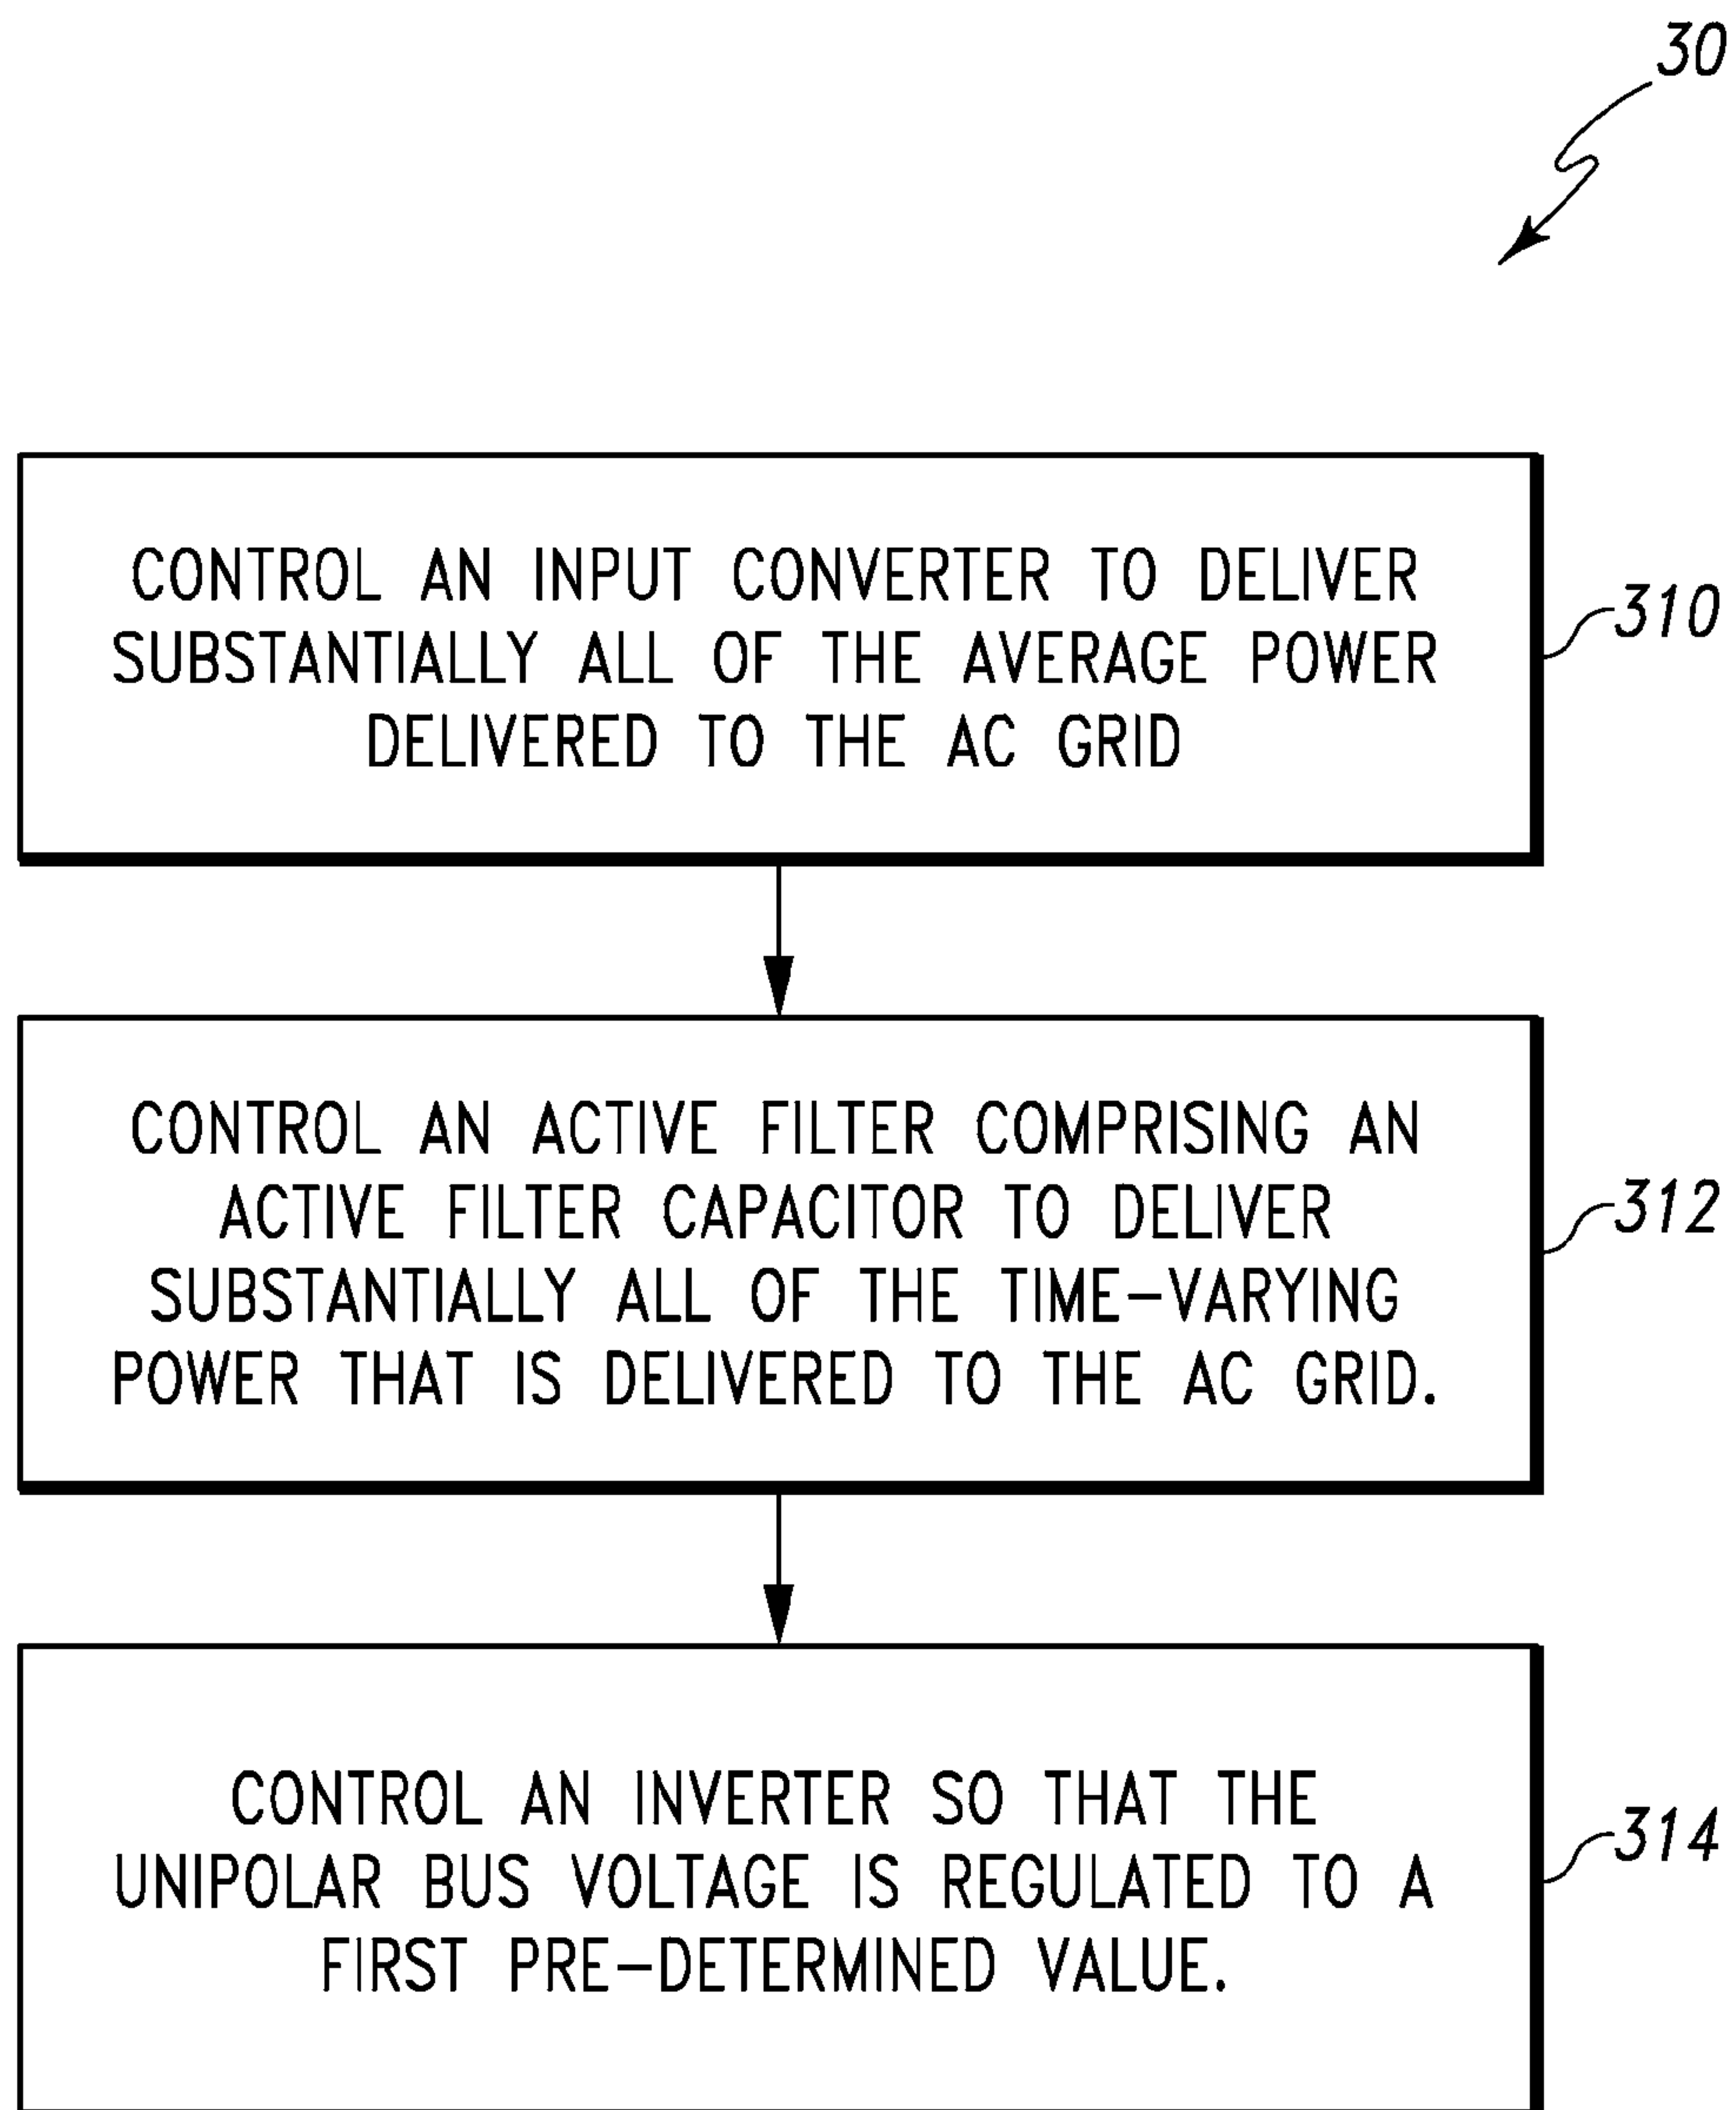 30
CONTROL AN INPUT CONVERTER TO DELIVER
SUBSTANTIALLY ALL OF THE AVERAGE POWER
DELIVERED TO THE AC GRID
310
CONTROL AN ACTIVE FILTER COMPRISING AN
ACTIVE FILTER CAPACITOR TO DELIVER
SUBSTANTIALLY ALL OF THE TIME-VARYING
POWER THAT IS DELIVERED TO THE AC GRID.
312
CONTROL AN INVERTER SO THAT THE
UNIPOLAR BUS VOLTAGE IS REGULATED TO A
FIRST PRE-DETERMINED VALUE.
314